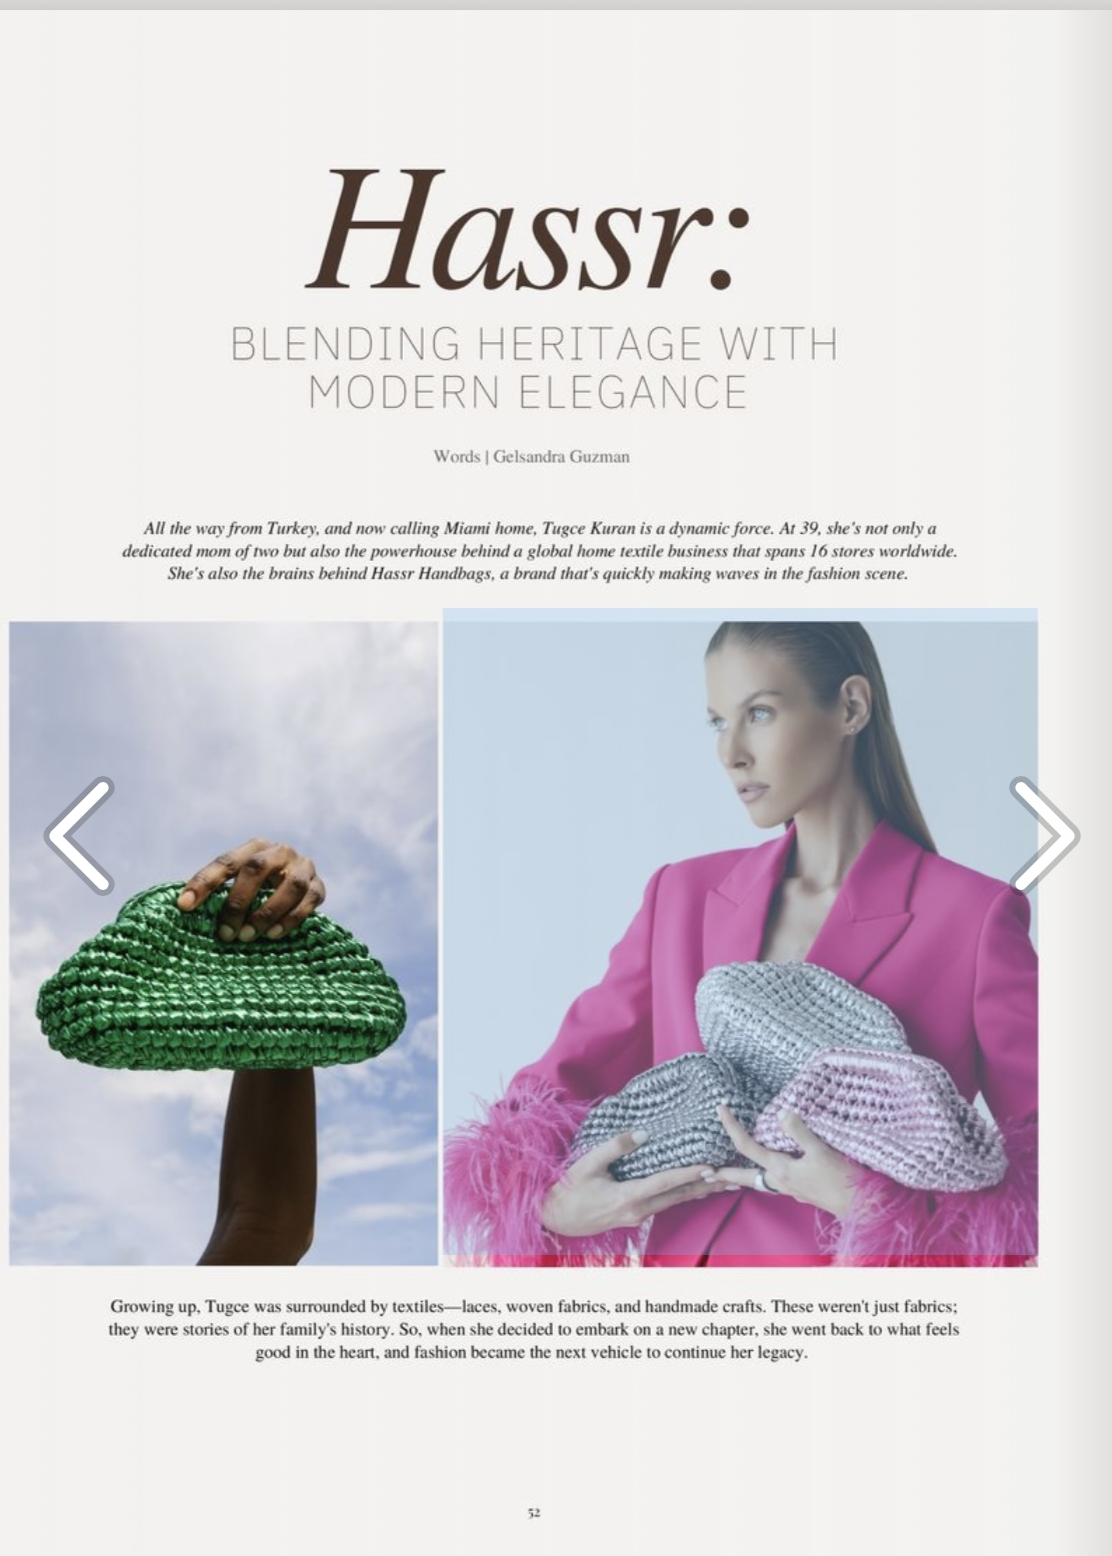 Hassr:
BLENDING HERITAGE WITH
MODERN ELEGANCE
Words | Gelsandra Guzman
All the way from Turkey, and now calling Miami home, Tugce Kuran is a dynamic force. At 39, she's not only a
dedicated mom of two but also the powerhouse behind a global home textile business that spans 16 stores worldwide.
She's also the brains behind Hassr Handbags, a brand that's quickly making waves in the fashion scene.
Growing up, Tugce was surrounded by textiles—laces, woven fabrics, and handmade crafts. These weren't just fabrics;
they were stories of her family's history. So, when she decided to embark on a new chapter, she went back to what feels
good in the heart, and fashion became the next vehicle to continue her legacy.
52